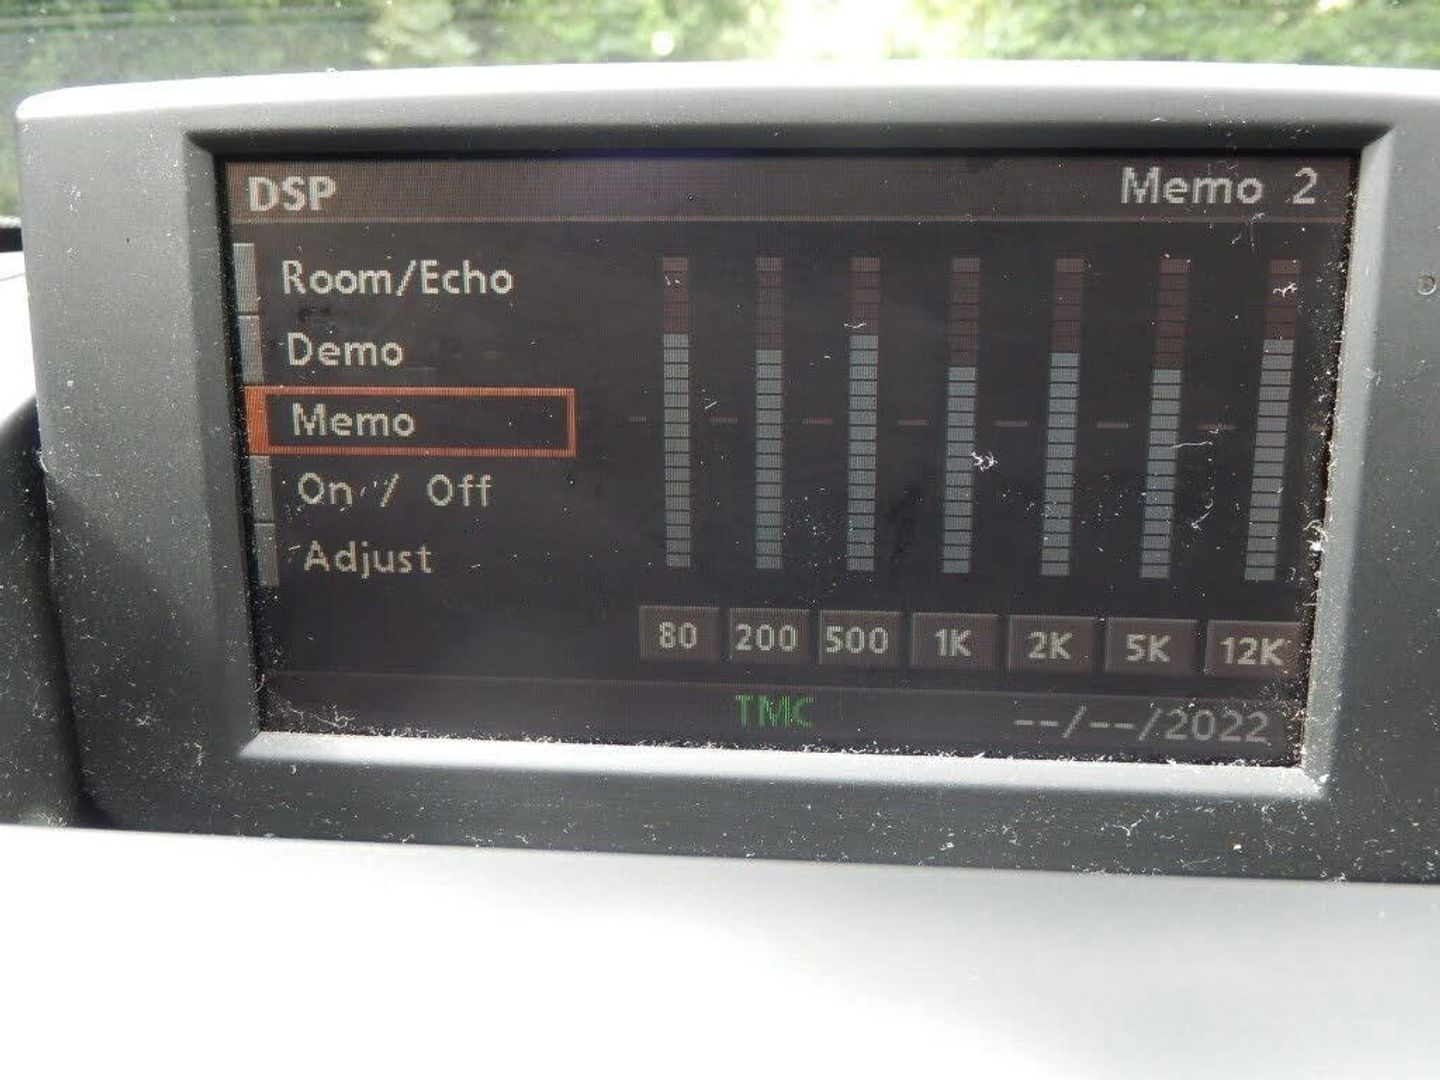 DSP Memo 2
Room/Echo
Demo
Memo
On / Off
Adjust
80 200 500 1K 2K 5K 12K
TMC --/--/2022